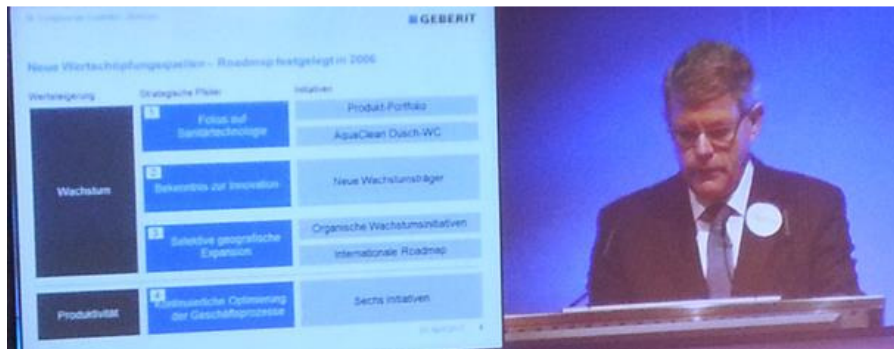 GEBERIT
Neue Wertschöpfungsquellen – Roadmap festgelegt in 2006
Wertsteigerung
Strategische Pfeiler
Initiativen
Wachstum
1
Fokus auf
Sanitärtechnologie
Produkt-Portfolio
AquaClean Dusch-WC
2
Bekenntnis zur Innovation
Neue Wachstumsträger
3
Selektive geografische
Expansion
Organische Wachstumsinitiativen
Internationale Roadmap
Produktivität
4
Kontinuierliche Optimierung
der Geschäftsprozesse
Sechs Initiativen